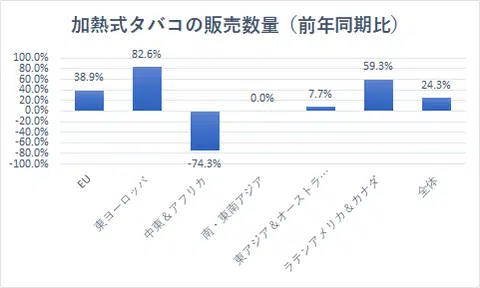 加熱式タバコの販売数量（前年同期比）
100.0%
80.0%
60.0%
40.0%
20.0%
0.0%
-20.0%
-40.0%
-60.0%
-80.0%
-100.0%
38.9%
82.6%
-74.3%
0.0%
7.7%
59.3%
24.3%
EU
東ヨーロッパ
中東＆アフリカ
南・東南アジア
東アジア＆オーストラ…
ラテンアメリカ＆カナダ
全体